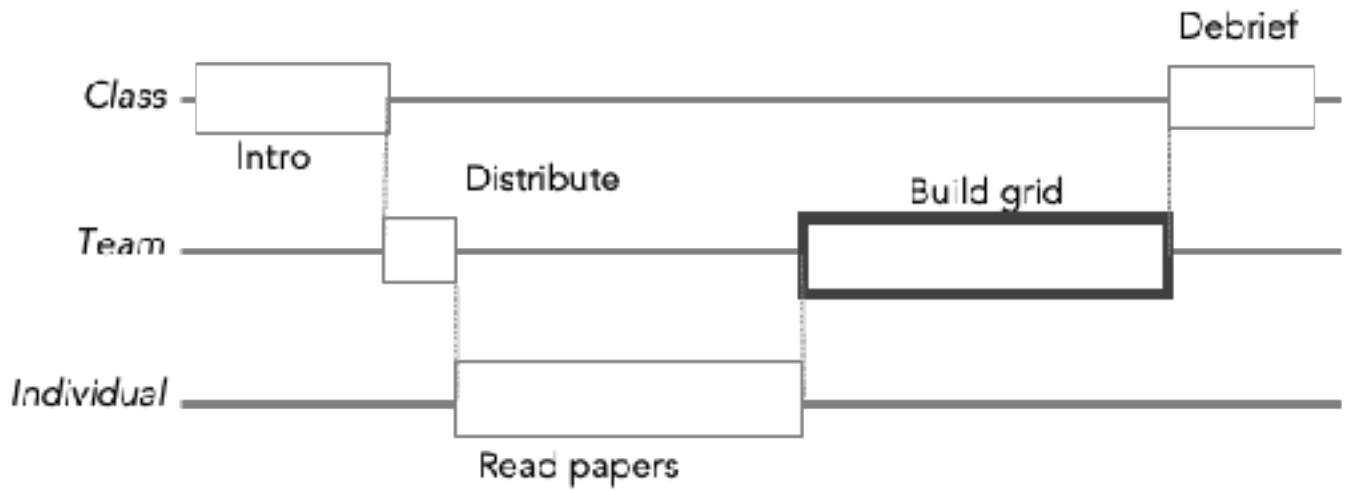 Debrief
Class
Intro
Distribute
Build grid
Team
Individual
Read papers